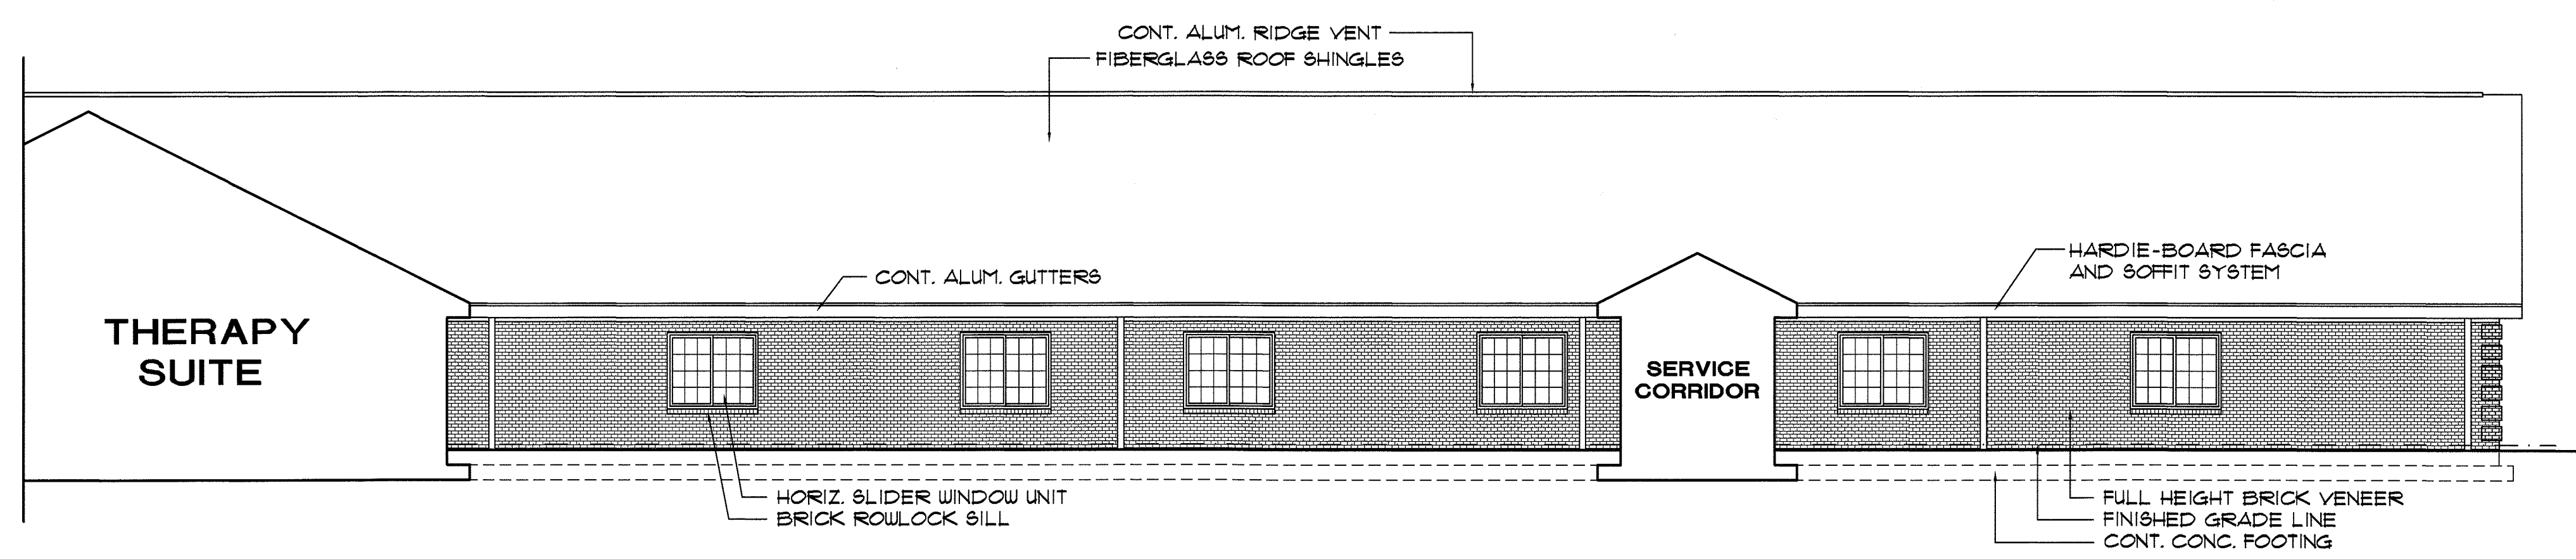 CONT. ALUM. RIDGE VENT
FIBERGLASS ROOF SHINGLES
HARDIE-BOARD FASCIA
AND SOFFIT SYSTEM
CONT. ALUM. GUTTERS
THERAPY
SUITE
SERVICE
CORRIDOR
HORIZ. SLIDER WINDOW UNIT
BRICK ROWLOCK SILL
FULL HEIGHT BRICK VENEER
FINISHED GRADE LINE
CONT. CONC. FOOTING